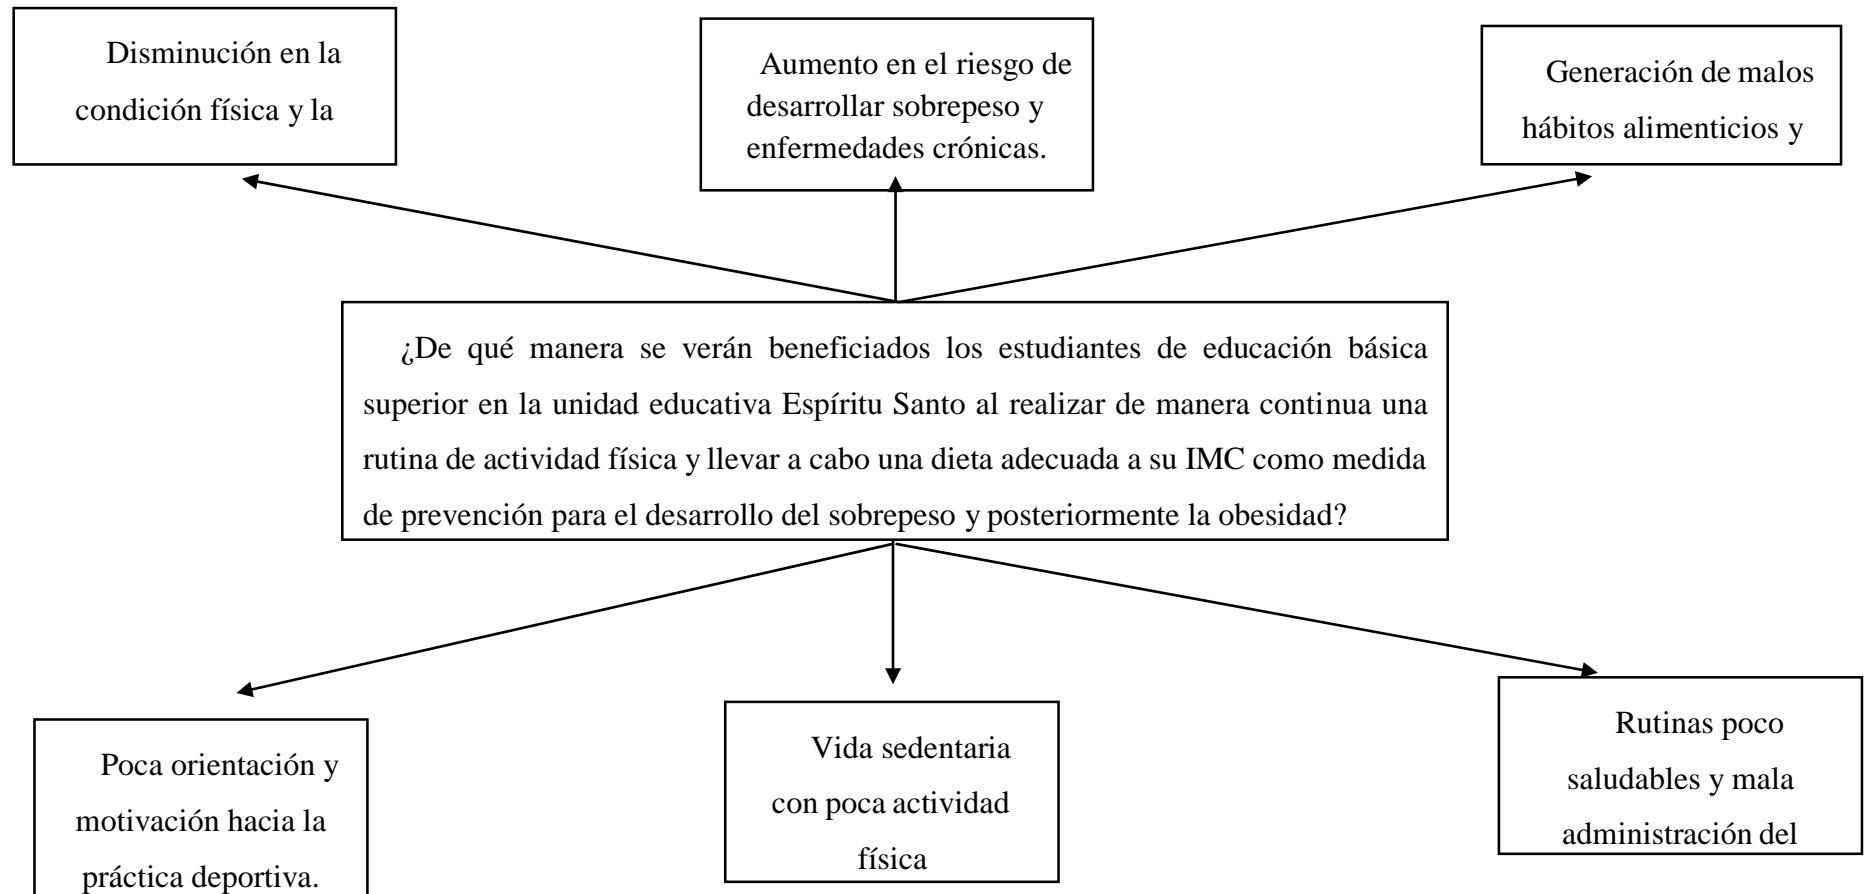 Disminución en la
condición física y la
Aumento en el riesgo de
desarrollar sobrepeso y
enfermedades crónicas.
Generación de malos
hábitos alimenticios y
¿De qué manera se verán beneficiados los estudiantes de educación básica
superior en la unidad educativa Espíritu Santo al realizar de manera continua una
rutina de actividad física y llevar a cabo una dieta adecuada a su IMC como medida
de prevención para el desarrollo del sobrepeso y posteriormente la obesidad?
Poca orientación y
motivación hacia la
práctica deportiva.
Vida sedentaria
con poca actividad
física
Rutinas poco
saludables y mala
administración del